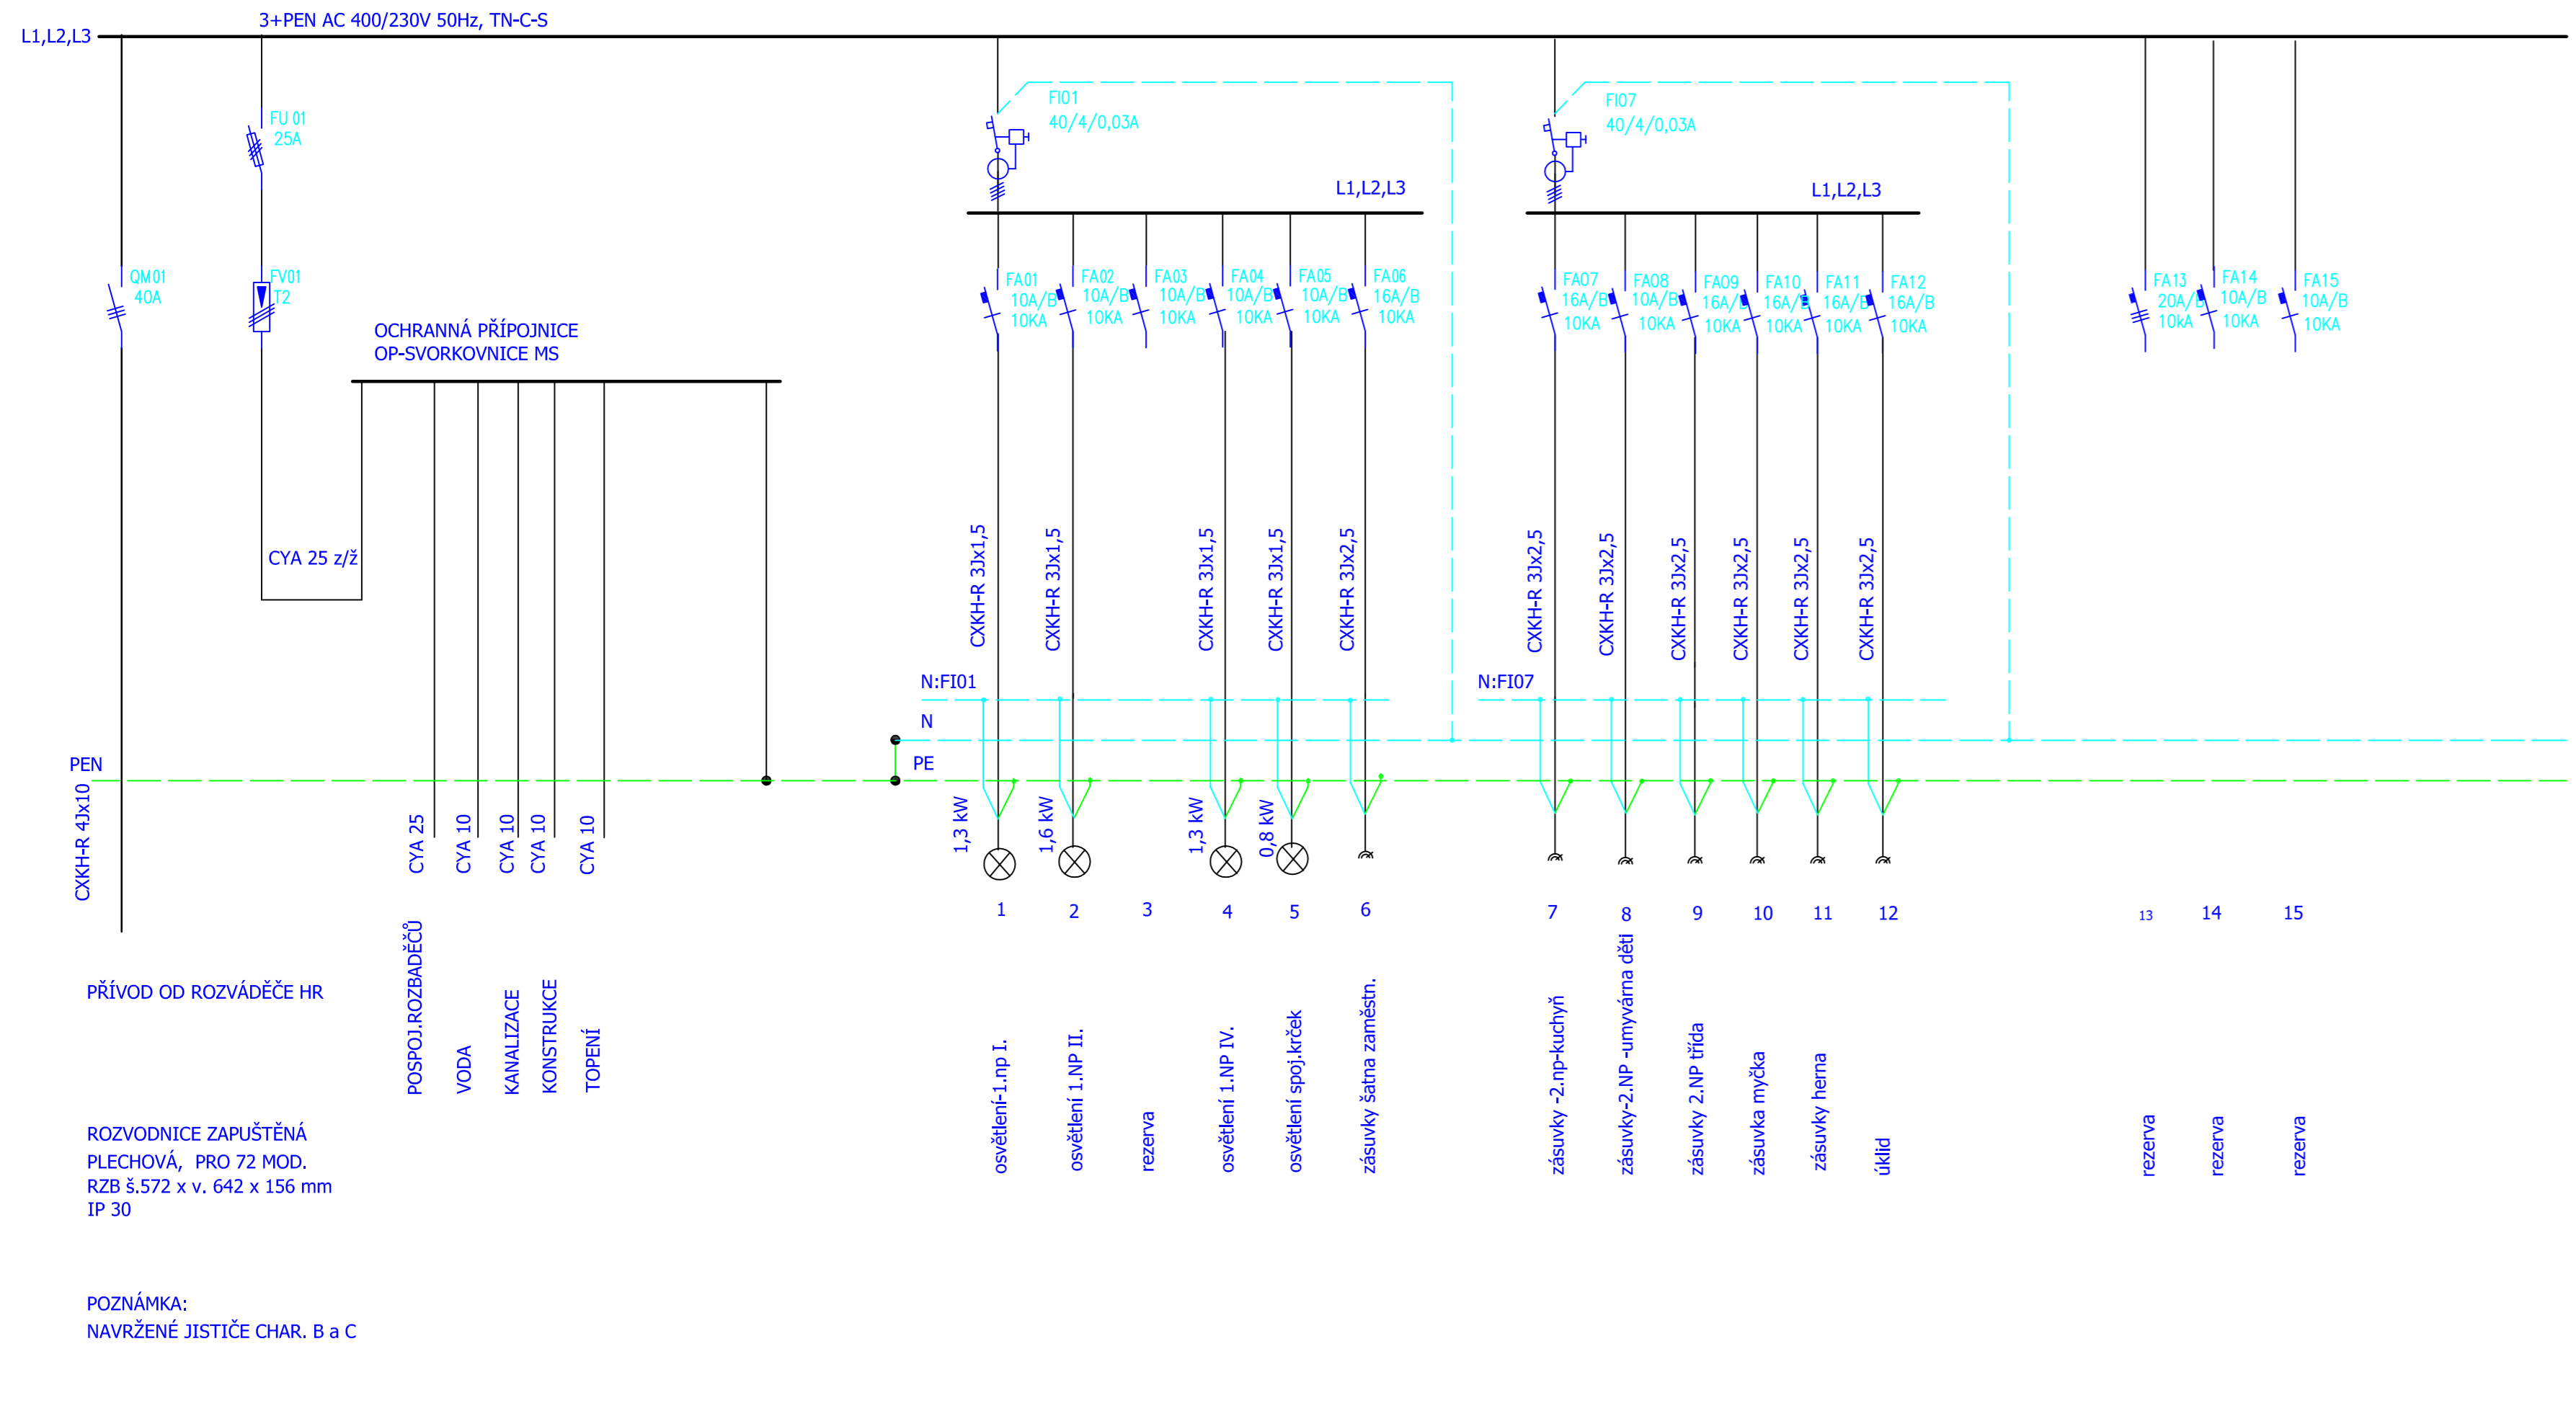 3+PEN AC 400/230V 50Hz, TN-C-S
L1,L2,L3
FU 01
25A
QM01
40A
FV01
T2
OCHRANNÁ PŘÍPOJNICE
OP-SVORKOVNICE MS
CYA 25 z/ž
FI01
40/4/0,03A
L1,L2,L3
FI07
40/4/0,03A
L1,L2,L3
FA01
10A/B
10KA
FA02
10A/B
10KA
FA03
10A/B
10KA
FA04
10A/B
10KA
FA05
10A/B
10KA
FA06
16A/B
10KA
FA07
16A/B
10KA
FA08
10A/B
10KA
FA09
16A/B
10KA
FA10
16A/B
10KA
FA11
16A/B
10KA
FA12
16A/B
10KA
FA13
20A/B
10kA
FA14
10A/B
10KA
FA15
10A/B
10KA
CXKH-R 3Jx1,5
CXKH-R 3Jx1,5
CXKH-R 3Jx1,5
CXKH-R 3Jx1,5
CXKH-R 3Jx2,5
CXKH-R 3Jx2,5
CXKH-R 3Jx2,5
CXKH-R 3Jx2,5
CXKH-R 3Jx2,5
CXKH-R 3Jx2,5
CXKH-R 3Jx2,5
N:FI01
N:FI07
N
PE
PEN
CXKH-R 4Jx10
CYA 25
CYA 10
CYA 10
CYA 10
CYA 10
1,3 kW
1,6 kW
1,3 kW
0,8 kW
1
2
3
4
5
6
7
8
9
10
11
12
13
14
15
PŘÍVOD OD ROZVÁDĚČE HR
POSPOJ.ROZBADĚČŮ
VODA
KANALIZACE
KONSTRUKCE
TOPENÍ
osvětlení-1.np I.
osvětlení 1.NP II.
rezerva
osvětlení 1.NP IV.
osvětlení spoj.krček
zásuvky šatna zaměstn.
zásuvky -2.np-kuchyň
zásuvky-2.NP -umyvárna děti
zásuvky 2.NP třída
zásuvka myčka
zásuvky herna
úklid
rezerva
rezerva
rezerva
ROZVODNICE ZAPUŠTĚNÁ
PLECHOVÁ, PRO 72 MOD.
RZB š.572 x v. 642 x 156 mm
IP 30
POZNÁMKA:
NAVRŽENÉ JISTIČE CHAR. B a C